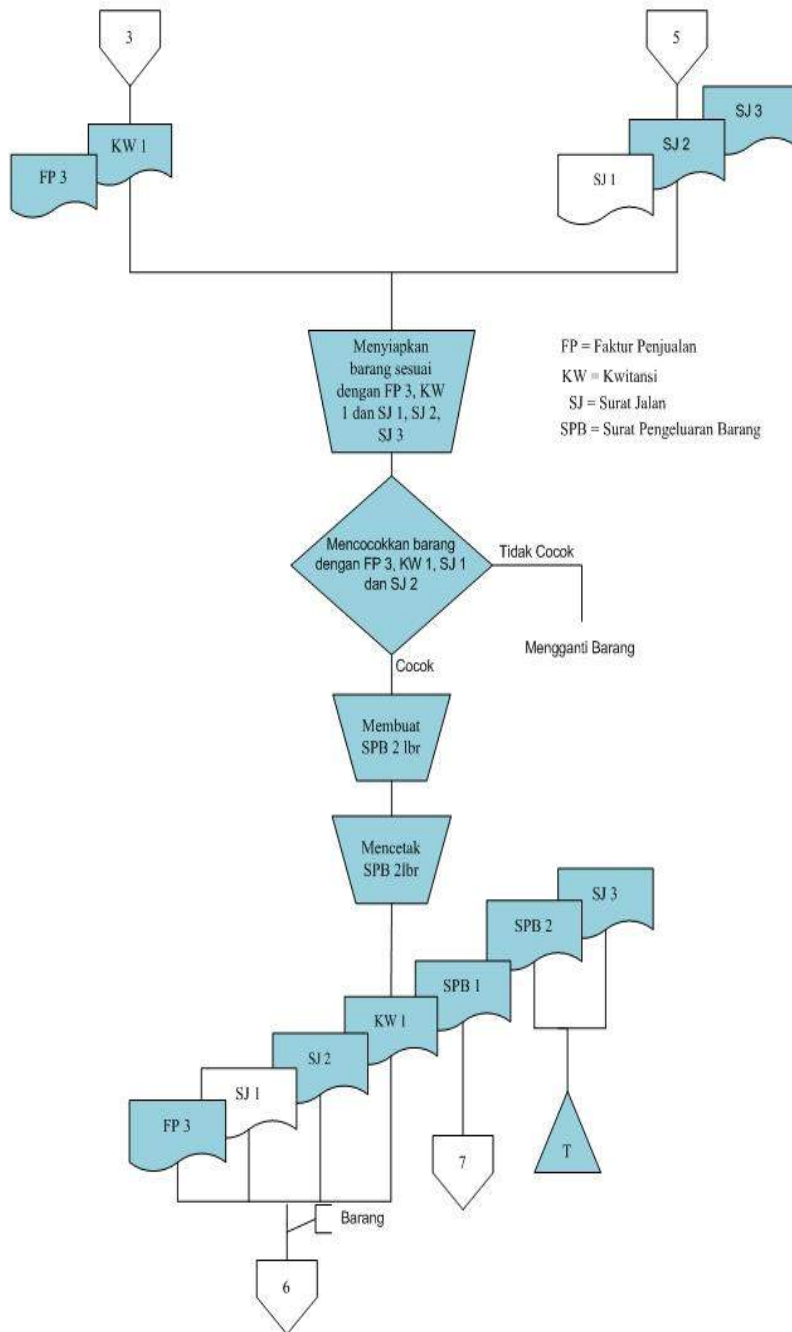 3
5
SJ 3
KW 1
SJ 2
FP 3
SJ 1
Menyiapkan
barang sesuai
dengan FP 3, KW
1 dan SJ 1, SJ 2,
SJ 3
FP = Faktur Penjualan
KW = Kwitansi
SJ = Surat Jalan
SPB = Surat Pengeluaran Barang
Mencocokkan barang
dengan FP 3, KW 1, SJ 1
dan SJ 2
Tidak Cocok
Mengganti Barang
Cocok
Membuat
SPB 2 lbr
Mencetak
SPB 2lbr
SJ 3
SPB 2
SPB 1
KW 1
SJ 2
SJ 1
FP 3
7
T
Barang
6